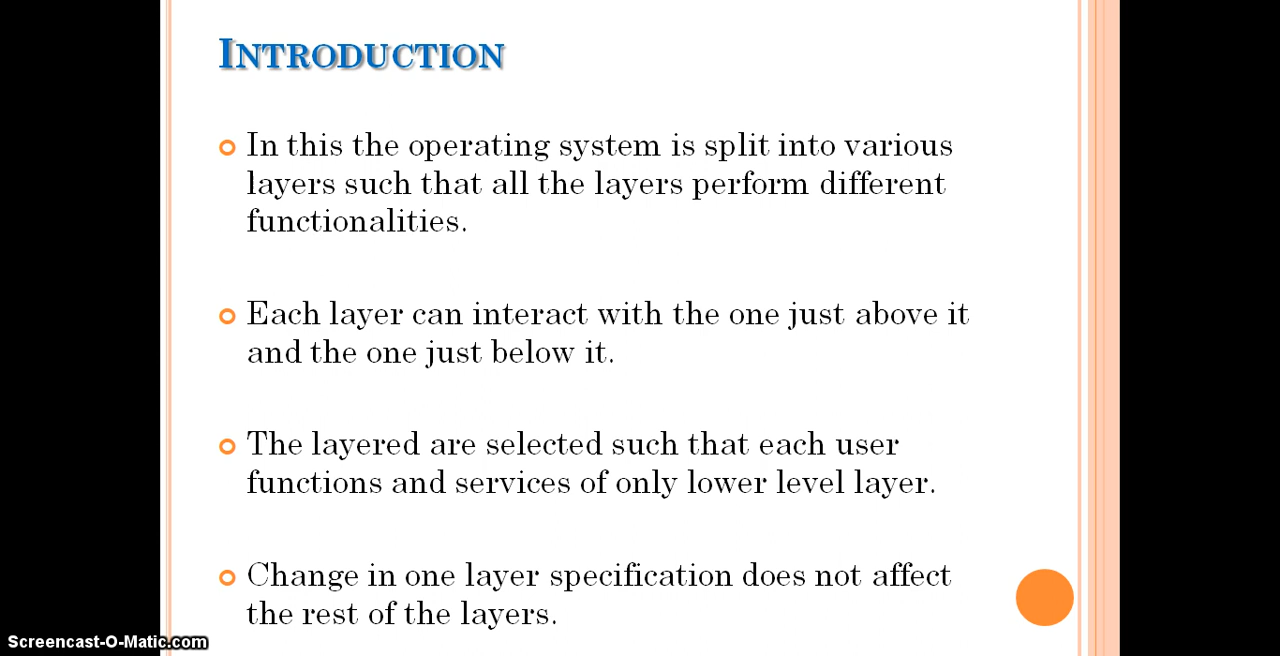 INTRODUCTION
In this the operating system is split into various
layers such that all the layers perform different
functionalities.
Each layer can interact with the one just above it
and the one just below it.
The layered are selected such that each user
functions and services of only lower level layer.
Change in one layer specification does not affect
the rest of the layers.
Screencast-O-Matic.com